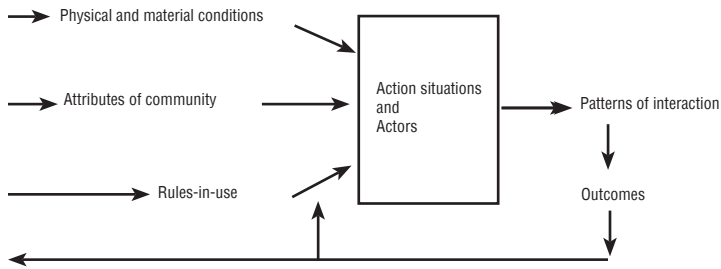 Physical and material conditions
Attributes of community
Rules-in-use
Action situations
and
Actors
Patterns of interaction
Outcomes